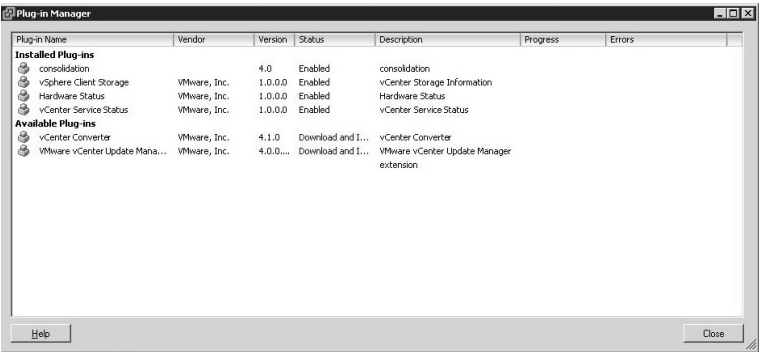 Plug-in Manager
Plug-in Name Vendor Version Status Description Progress Errors
Installed Plug-ins
consolidation 4.0 Enabled consolidation
vSphere Client Storage VMware, Inc. 1.0.0.0 Enabled vCenter Storage Information
Hardware Status VMware, Inc. 1.0.0.0 Enabled Hardware Status
vCenter Service Status VMware, Inc. 1.0.0.0 Enabled vCenter Service Status
Available Plug-ins
vCenter Converter VMware, Inc. 4.1.0 Download and I... vCenter Converter
VMware vCenter Update Mana... VMware, Inc. 4.0.0.... Download and I... VMware vCenter Update Manager
extension
Help Close